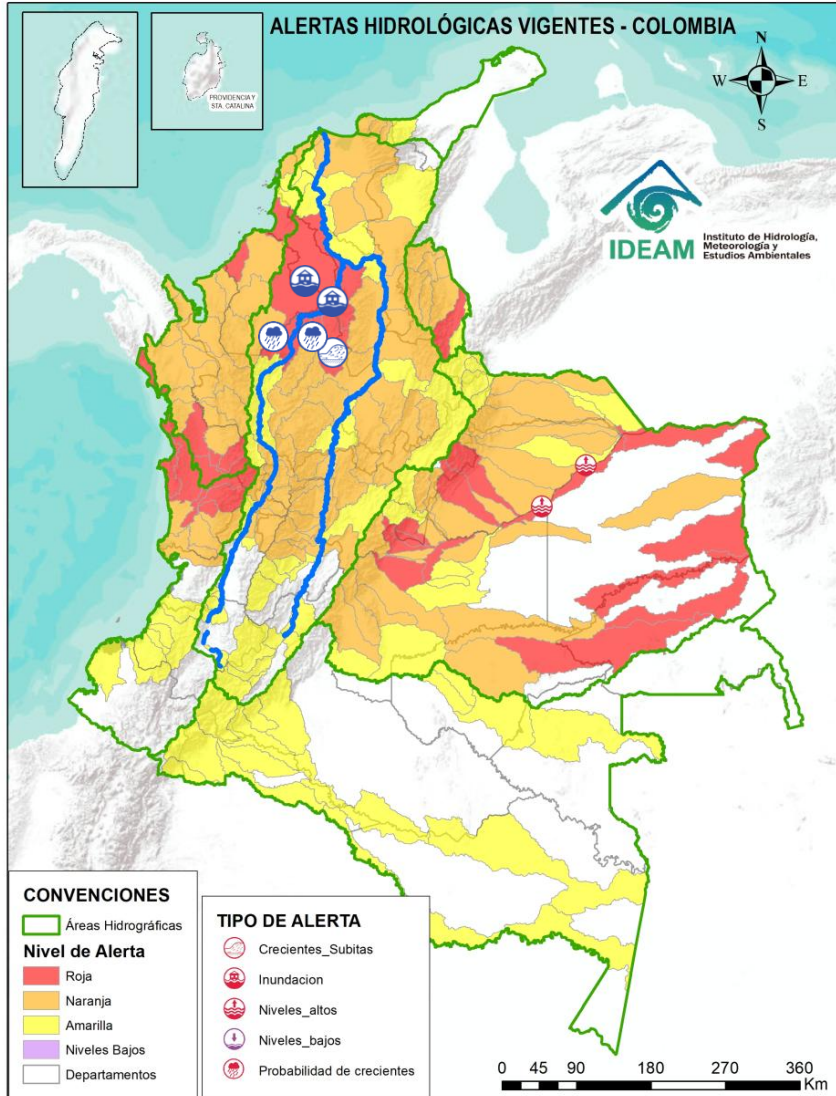 ALERTAS HIDROLÓGICAS VIGENTES - COLOMBIA
PROVIDENCIA Y
STA. CATALINA
N
W
E
S
IDEAM
Instituto de Hidrología,
Meteorología y
Estudios Ambientales
CONVENCIONES
Áreas Hidrográficas
Nivel de Alerta
Roja
Naranja
Amarilla
Niveles Bajos
Departamentos
TIPO DE ALERTA
Crecientes_Subitas
Inundacion
Niveles_altos
Niveles_bajos
Probabilidad de crecientes
0 45 90 180 270 360
Km